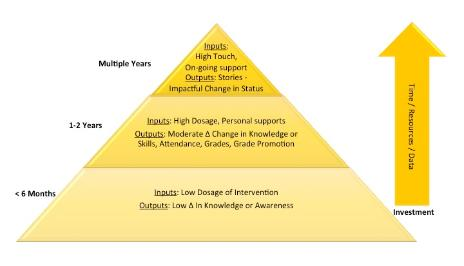 Inputs:
High Touch,
On-going support
Outputs: Stories -
Impactful Change in Status
Multiple Years
1-2 Years
Inputs: High Dosage, Personal supports
Outputs: Moderate Δ Change in Knowledge or
Skills, Attendance, Grades, Grade Promotion
< 6 Months
Inputs: Low Dosage of Intervention
Outputs: Low Δ In Knowledge or Awareness
Time / Resources / Data
Investment